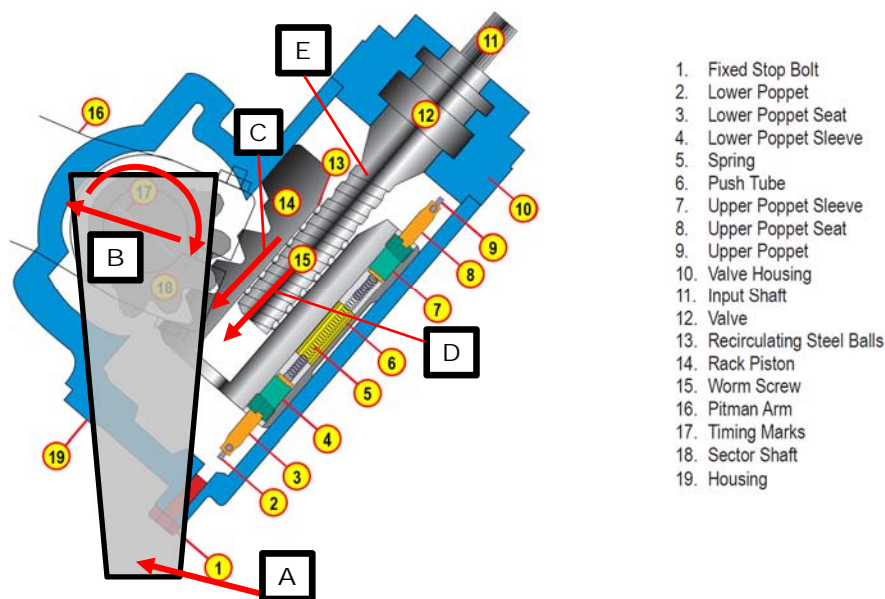 E
11
16
12
C
13
14
10
17
9
B
15
8
18
7
D
6
5
19
4
3
2
1
A
1. Fixed Stop Bolt
2. Lower Poppet
3. Lower Poppet Seat
4. Lower Poppet Sleeve
5. Spring
6. Push Tube
7. Upper Poppet Sleeve
8. Upper Poppet Seat
9. Upper Poppet
10. Valve Housing
11. Input Shaft
12. Valve
13. Recirculating Steel Balls
14. Rack Piston
15. Worm Screw
16. Pitman Arm
17. Timing Marks
18. Sector Shaft
19. Housing